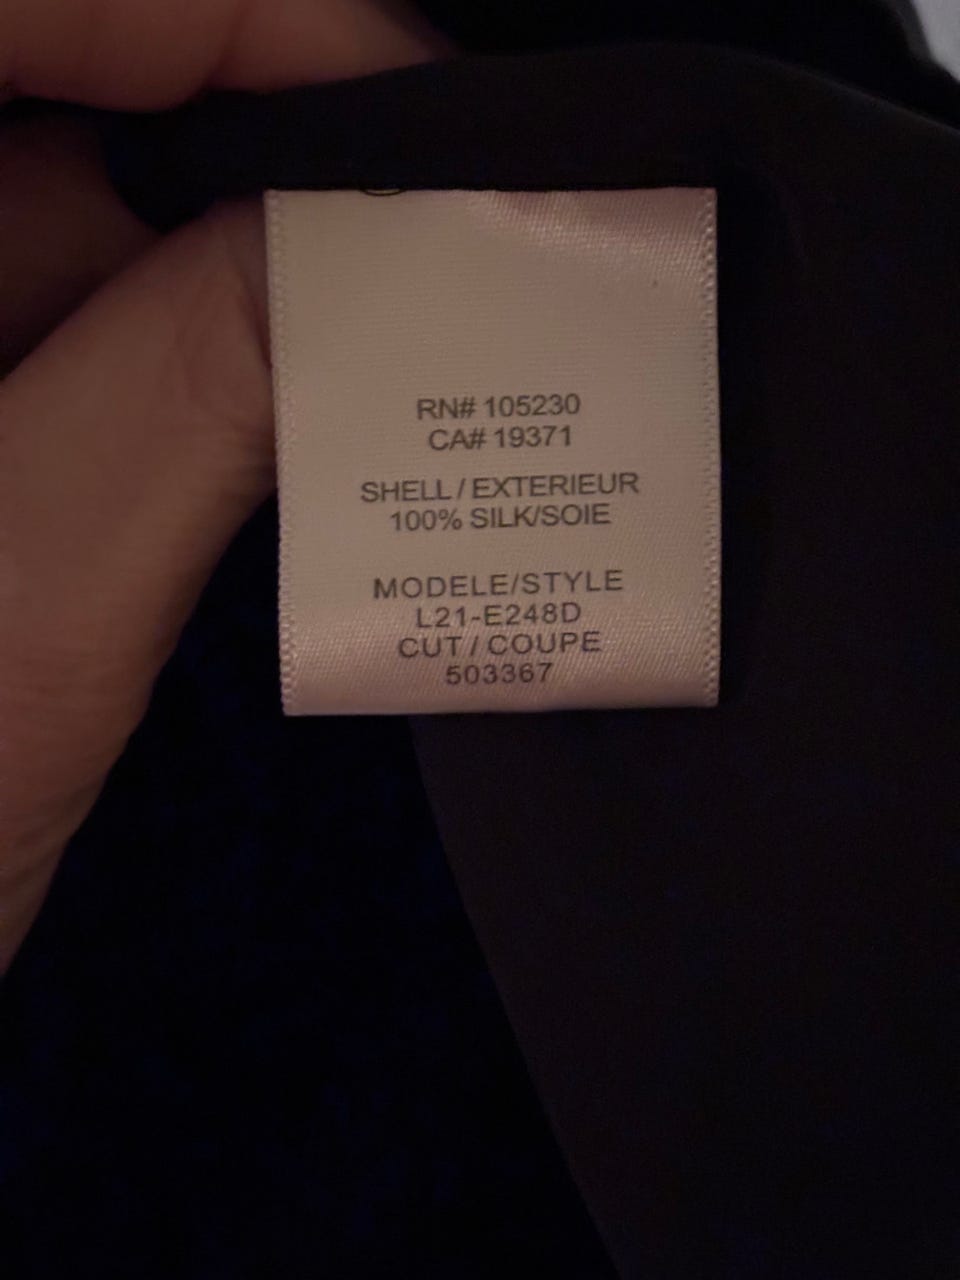 RN# 105230
CA# 19371
SHELL / EXTERIEUR
100% SILK/SOIE
MODELE/STYLE
L21-E248D
CUT / COUPE
503367